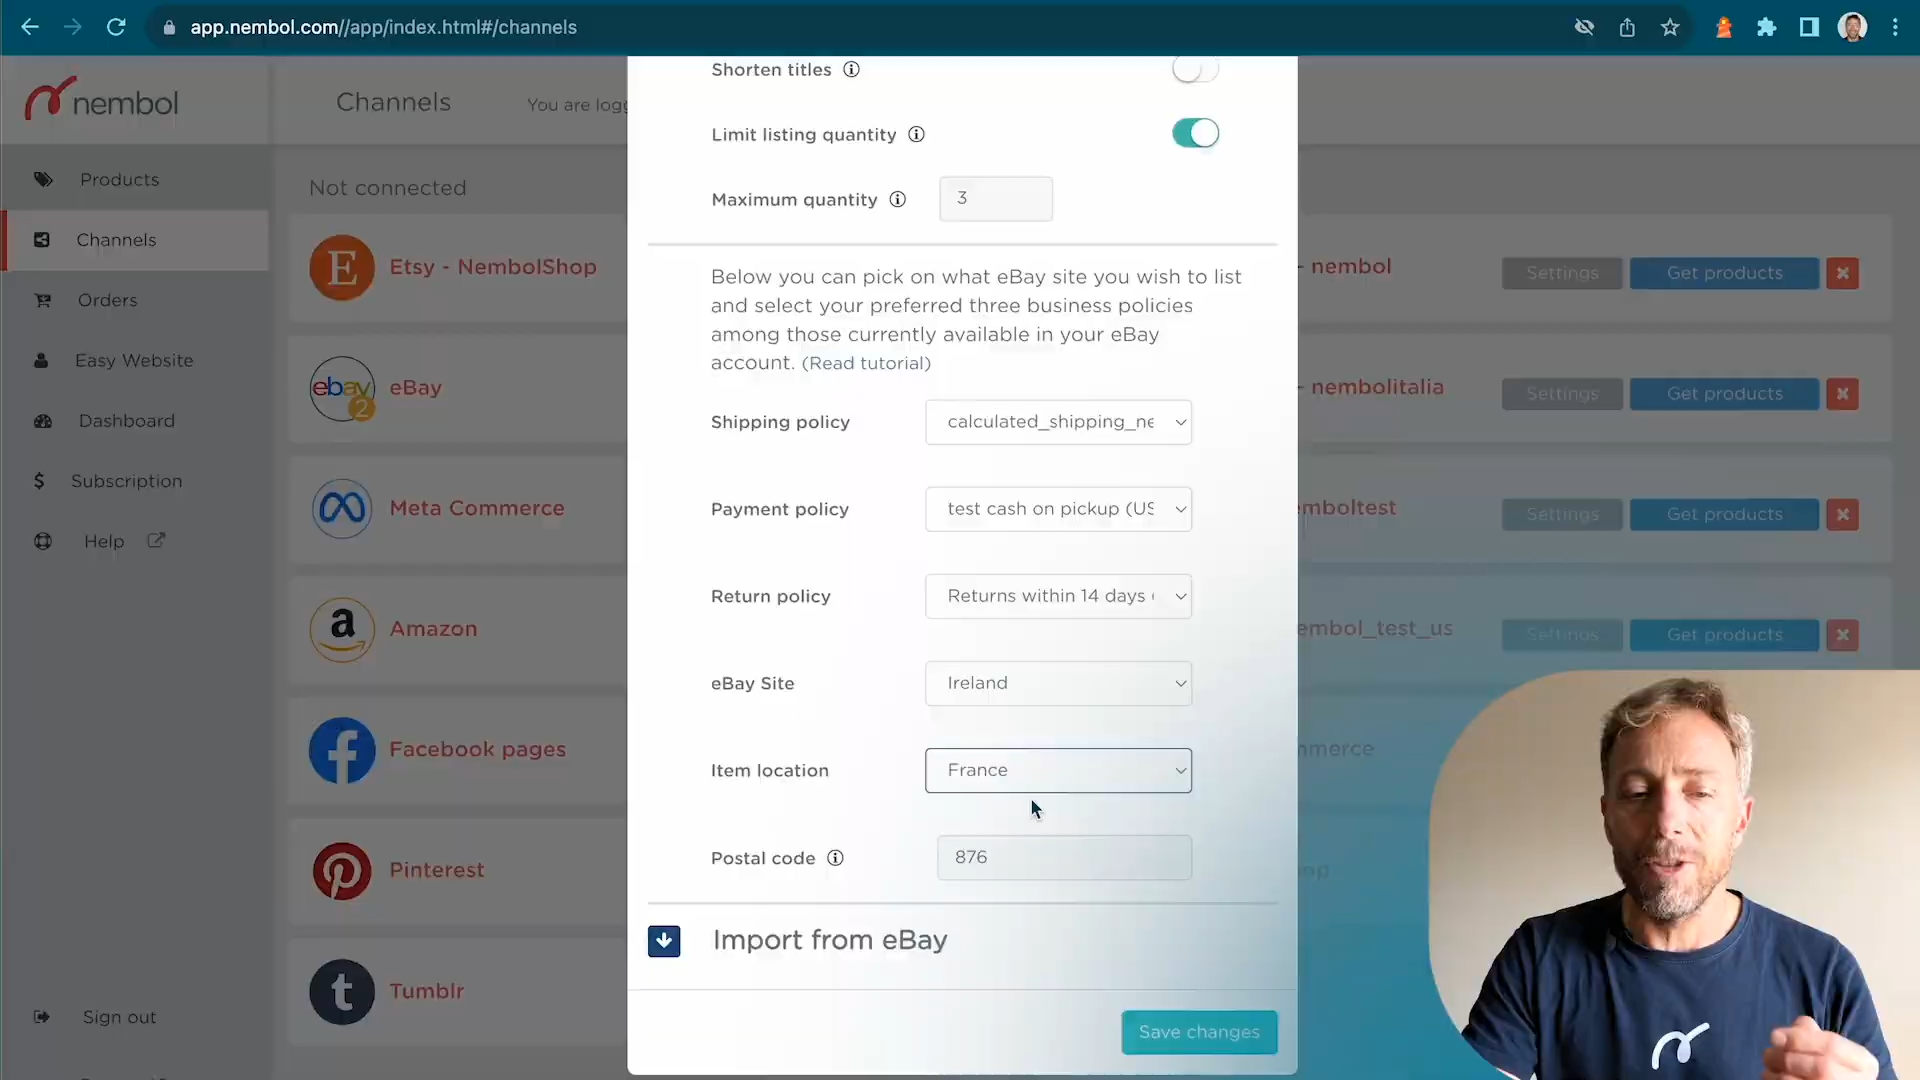 app.nembol.com//app/index.html#/channels
nembol
Channels
You are logg
Products
Channels
Orders
Easy Website
Dashboard
Subscription
Help
Sign out
Not connected
Etsy - NembolShop
eBay
ebay
2
Meta Commerce
Amazon
Facebook pages
Pinterest
Tumblr
Shorten titles
Limit listing quantity
Maximum quantity 3
Below you can pick on what eBay site you wish to list
and select your preferred three business policies
among those currently available in your eBay
account. (Read tutorial)
Shipping policy calculated_shipping_ne
Payment policy test cash on pickup (US
Return policy Returns within 14 days
eBay Site Ireland
Item location France
Postal code 876
Import from eBay
Save changes
- nembol Settings Get products
- nembolitalia Settings Get products
emboltest Settings Get products
embol_test_us Settings Get products
merce
op